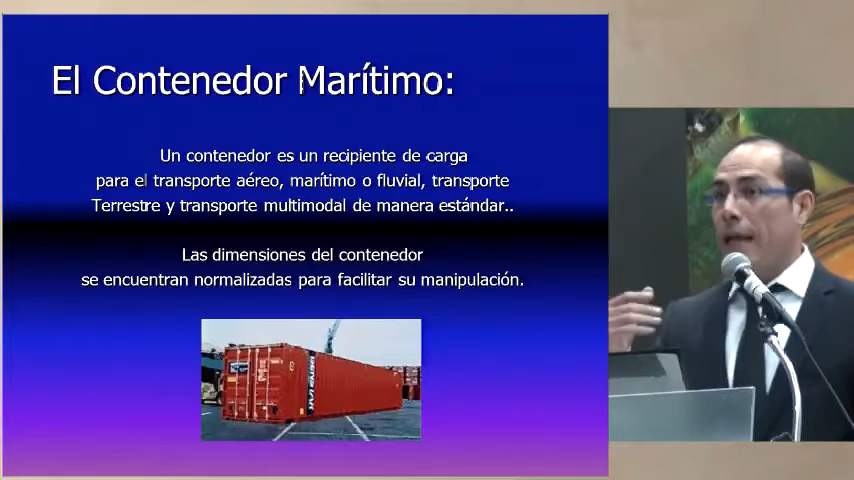 El Contenedor Marítimo:
Un contenedor es un recipiente de carga
para el transporte aéreo, marítimo o fluvial, transporte
Terrestre y transporte multimodal de manera estándar..
Las dimensiones del contenedor
se encuentran normalizadas para facilitar su manipulación.